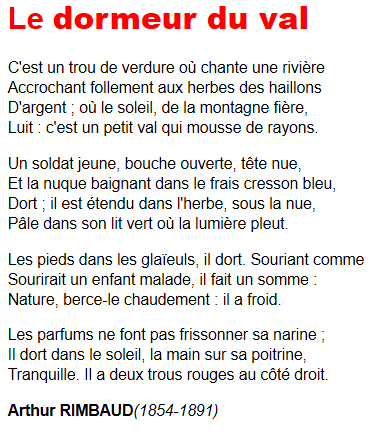 Le dormeur du val
C'est un trou de verdure où chante une rivière
Accrochant follement aux herbes des haillons
D'argent ; où le soleil, de la montagne fière,
Luit : c'est un petit val qui mousse de rayons.
Un soldat jeune, bouche ouverte, tête nue,
Et la nuque baignant dans le frais cresson bleu,
Dort ; il est étendu dans l'herbe, sous la nue,
Pâle dans son lit vert où la lumière pleut.
Les pieds dans les glaïeuls, il dort. Souriant comme
Sourirait un enfant malade, il fait un somme :
Nature, berce-le chaudement : il a froid.
Les parfums ne font pas frissonner sa narine ;
Il dort dans le soleil, la main sur sa poitrine,
Tranquille. Il a deux trous rouges au côté droit.
Arthur RIMBAUD(1854-1891)